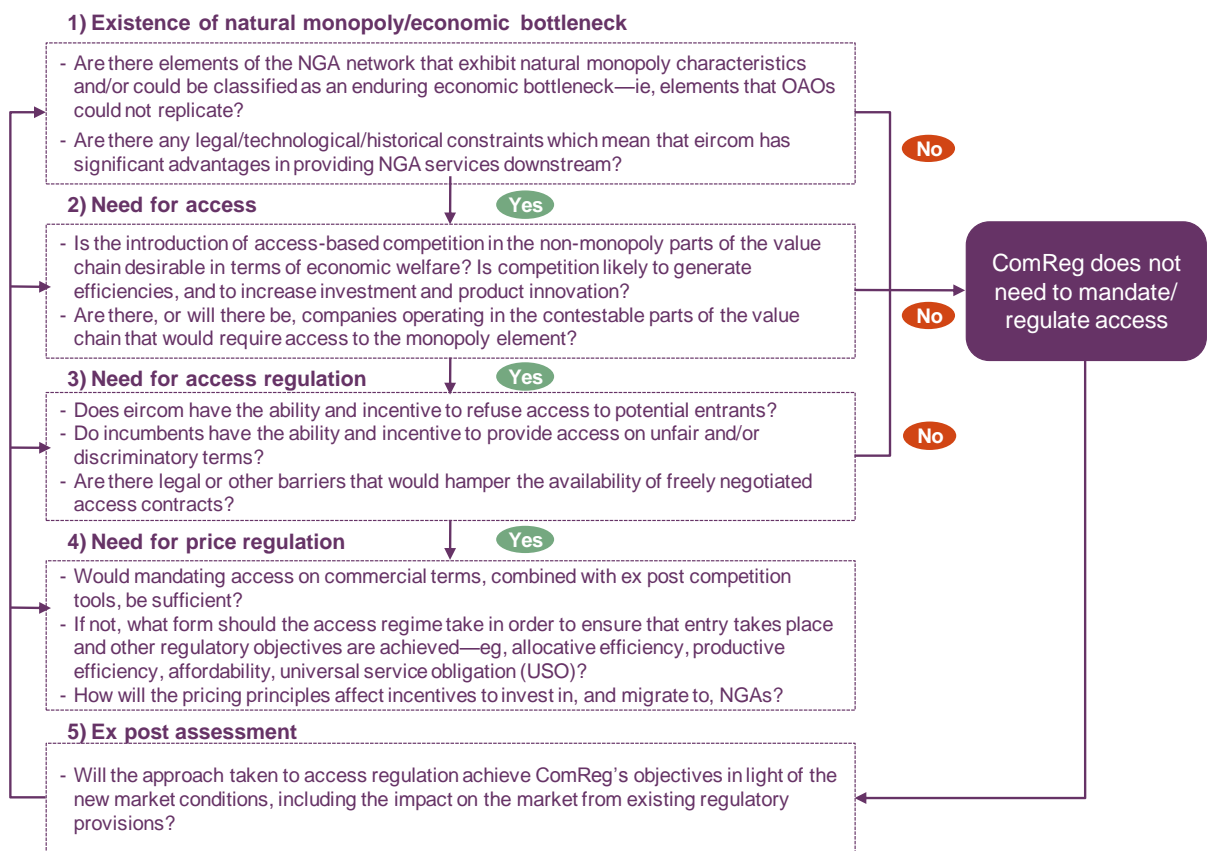 1) Existence of natural monopoly/economic bottleneck
- Are there elements of the NGA network that exhibit natural monopoly characteristics
and/or could be classified as an enduring economic bottleneck—ie, elements that OAOs
could not replicate?
- Are there any legal/technological/historical constraints which mean that eircom has
significant advantages in providing NGA services downstream?
No
Yes
2) Need for access
- Is the introduction of access-based competition in the non-monopoly parts of the value
chain desirable in terms of economic welfare? Is competition likely to generate
efficiencies, and to increase investment and product innovation?
- Are there, or will there be, companies operating in the contestable parts of the value
chain that would require access to the monopoly element?
No
ComReg does not
need to mandate/
regulate access
Yes
3) Need for access regulation
- Does eircom have the ability and incentive to refuse access to potential entrants?
- Do incumbents have the ability and incentive to provide access on unfair and/or
discriminatory terms?
- Are there legal or other barriers that would hamper the availability of freely negotiated
access contracts?
No
Yes
4) Need for price regulation
- Would mandating access on commercial terms, combined with ex post competition
tools, be sufficient?
- If not, what form should the access regime take in order to ensure that entry takes place
and other regulatory objectives are achieved—eg, allocative efficiency, productive
efficiency, affordability, universal service obligation (USO)?
- How will the pricing principles affect incentives to invest in, and migrate to, NGAs?
5) Ex post assessment
- Will the approach taken to access regulation achieve ComReg's objectives in light of the
new market conditions, including the impact on the market from existing regulatory
provisions?